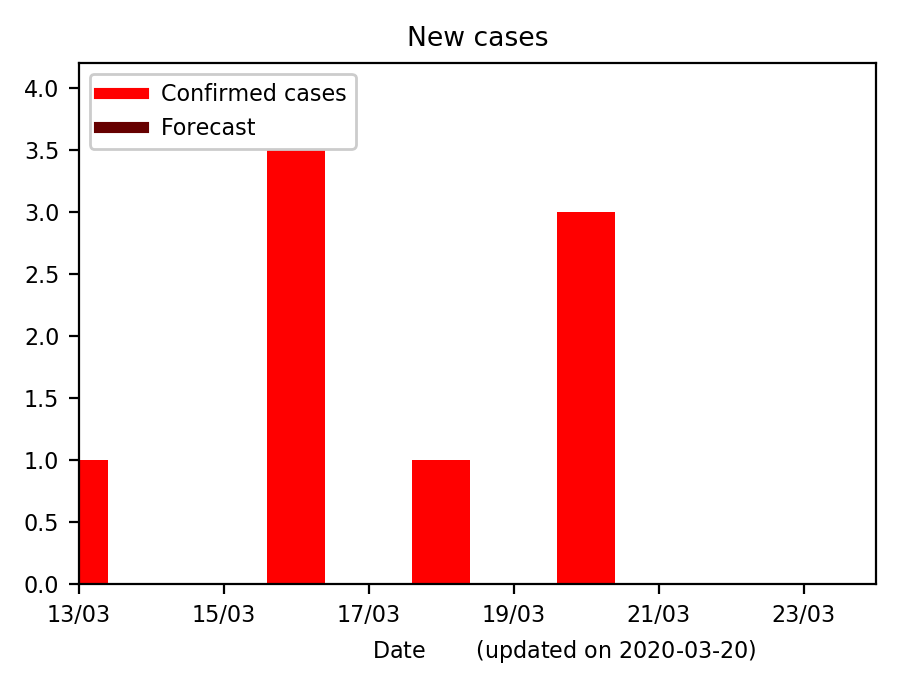 New cases
Confirmed cases
Forecast
4.0
3.5
3.0
2.5
2.0
1.5
1.0
0.5
0.0
13/03 15/03 17/03 19/03 21/03 23/03
Date (updated on 2020-03-20)